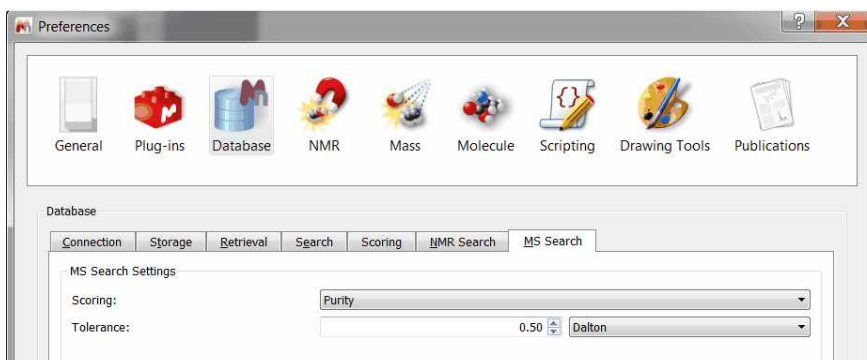 Preferences
General Plug-ins Database NMR Mass Molecule Scripting Drawing Tools Publications
Database
Connection Storage Retrieval Search Scoring NMR Search MS Search
MS Search Settings
Scoring: Purity
Tolerance: 0.50 Dalton